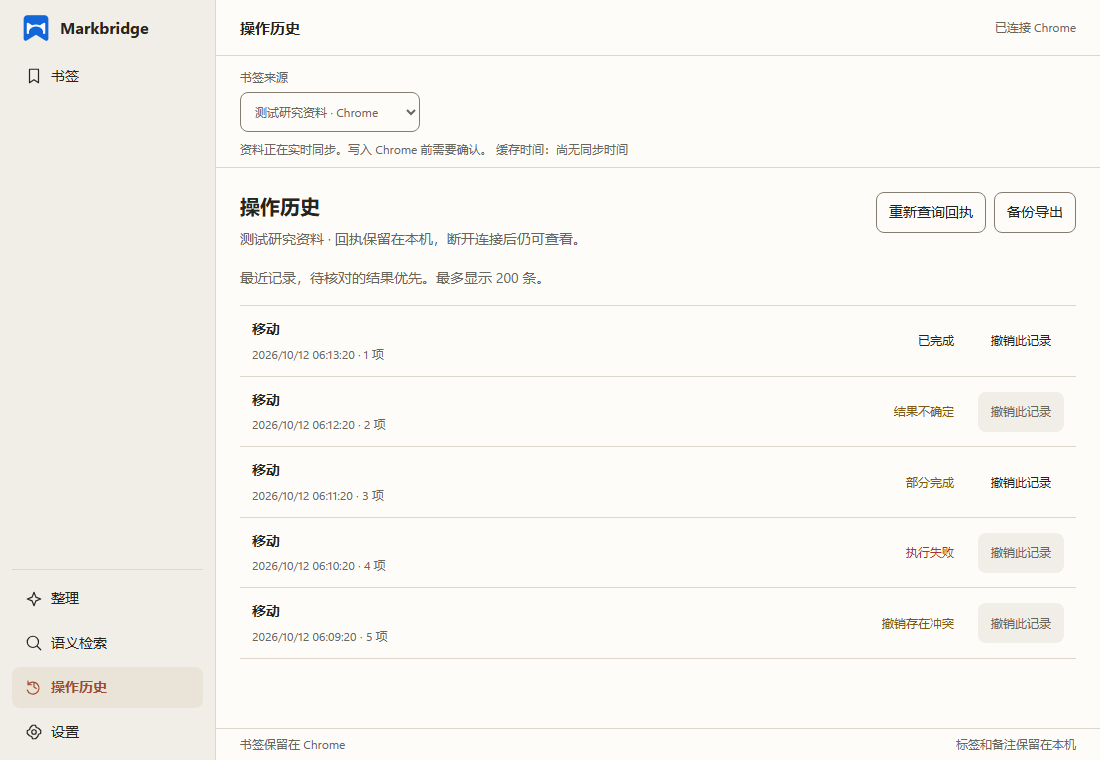 Markbridge
书签
整理
语义检索
操作历史
设置
操作历史
已连接 Chrome
书签来源
测试研究资料 · Chrome
资料正在实时同步。写入 Chrome 前需要确认。 缓存时间：尚无同步时间
操作历史
重新查询回执
备份导出
测试研究资料 · 回执保留在本机，断开连接后仍可查看。
最近记录，待核对的结果优先。最多显示 200 条。
移动
2026/10/12 06:13:20 · 1 项
已完成
撤销此记录
移动
2026/10/12 06:12:20 · 2 项
结果不确定
撤销此记录
移动
2026/10/12 06:11:20 · 3 项
部分完成
撤销此记录
移动
2026/10/12 06:10:20 · 4 项
执行失败
撤销此记录
移动
2026/10/12 06:09:20 · 5 项
撤销存在冲突
撤销此记录
书签保留在 Chrome
标签和备注保留在本机